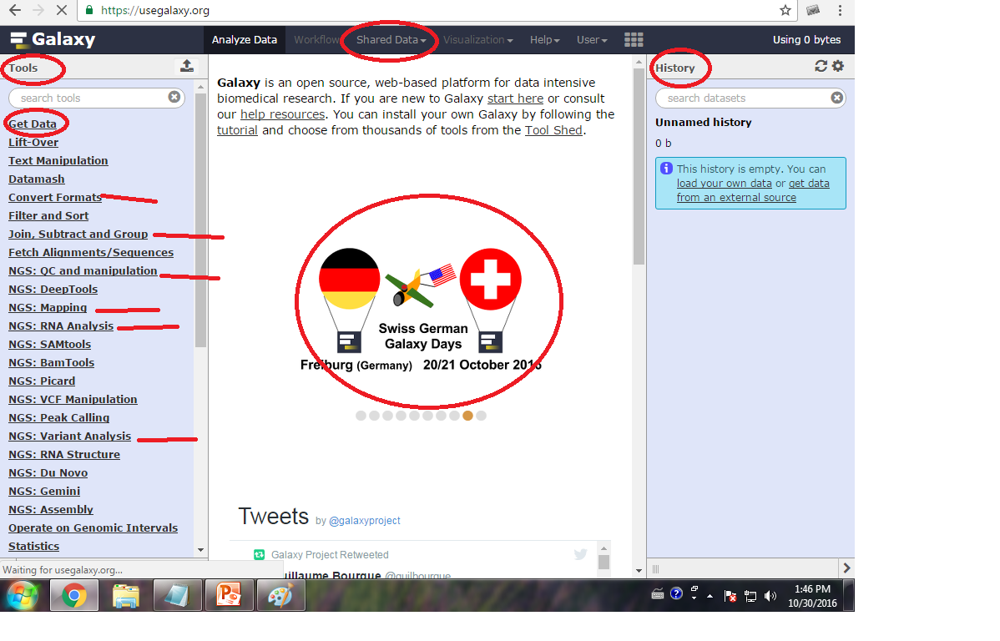 https://usegalaxy.org
Galaxy
Analyze Data Workflow Shared Data Visualization Help User
Using 0 bytes
Tools
search tools
Get Data
Lift-Over
Text Manipulation
Datamash
Convert Formats
Filter and Sort
Join, Subtract and Group
Fetch Alignments/Sequences
NGS: QC and manipulation
NGS: DeepTools
NGS: Mapping
NGS: RNA Analysis
NGS: SAMtools
NGS: BamTools
NGS: Picard
NGS: VCF Manipulation
NGS: Peak Calling
NGS: Variant Analysis
NGS: RNA Structure
NGS: Du Novo
NGS: Gemini
NGS: Assembly
Operate on Genomic Intervals
Statistics
Waiting for usegalaxy.org...
Galaxy is an open source, web-based platform for data intensive
biomedical research. If you are new to Galaxy start here or consult
our help resources. You can install your own Galaxy by following the
tutorial and choose from thousands of tools from the Tool Shed.
Swiss German
Galaxy Days
Freiburg (Germany) 20/21 October 2016
Tweets by @galaxyproject
Galaxy Project Retweeted
Guillaume Bourque @guilbourque
History
search datasets
Unnamed history
0 b
This history is empty. You can
load your own data or get data
from an external source
1:46 PM
10/30/2016